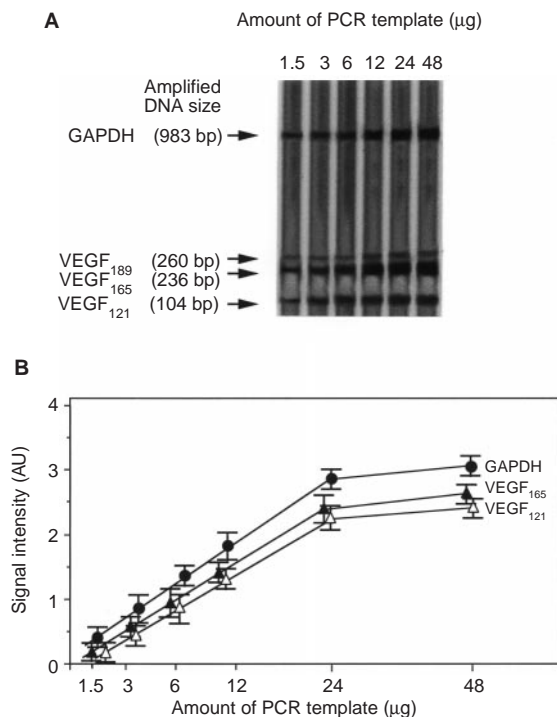 A
Amount of PCR template (μg)
1.5 3 6 12 24 48
Amplified
DNA size
GAPDH (983 bp)
VEGF189 (260 bp)
VEGF165 (236 bp)
VEGF121 (104 bp)
B
4
3
2
1
0
Signal intensity (AU)
GAPDH
VEGF165
VEGF121
1.5 3 6 12 24 48
Amount of PCR template (μg)